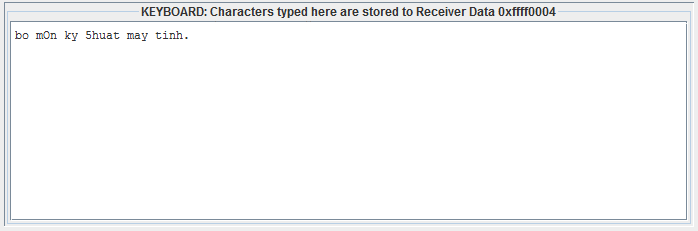 KEYBOARD: Characters typed here are stored to Receiver Data 0xffff0004
bo mOn ky 5huat may tinh.